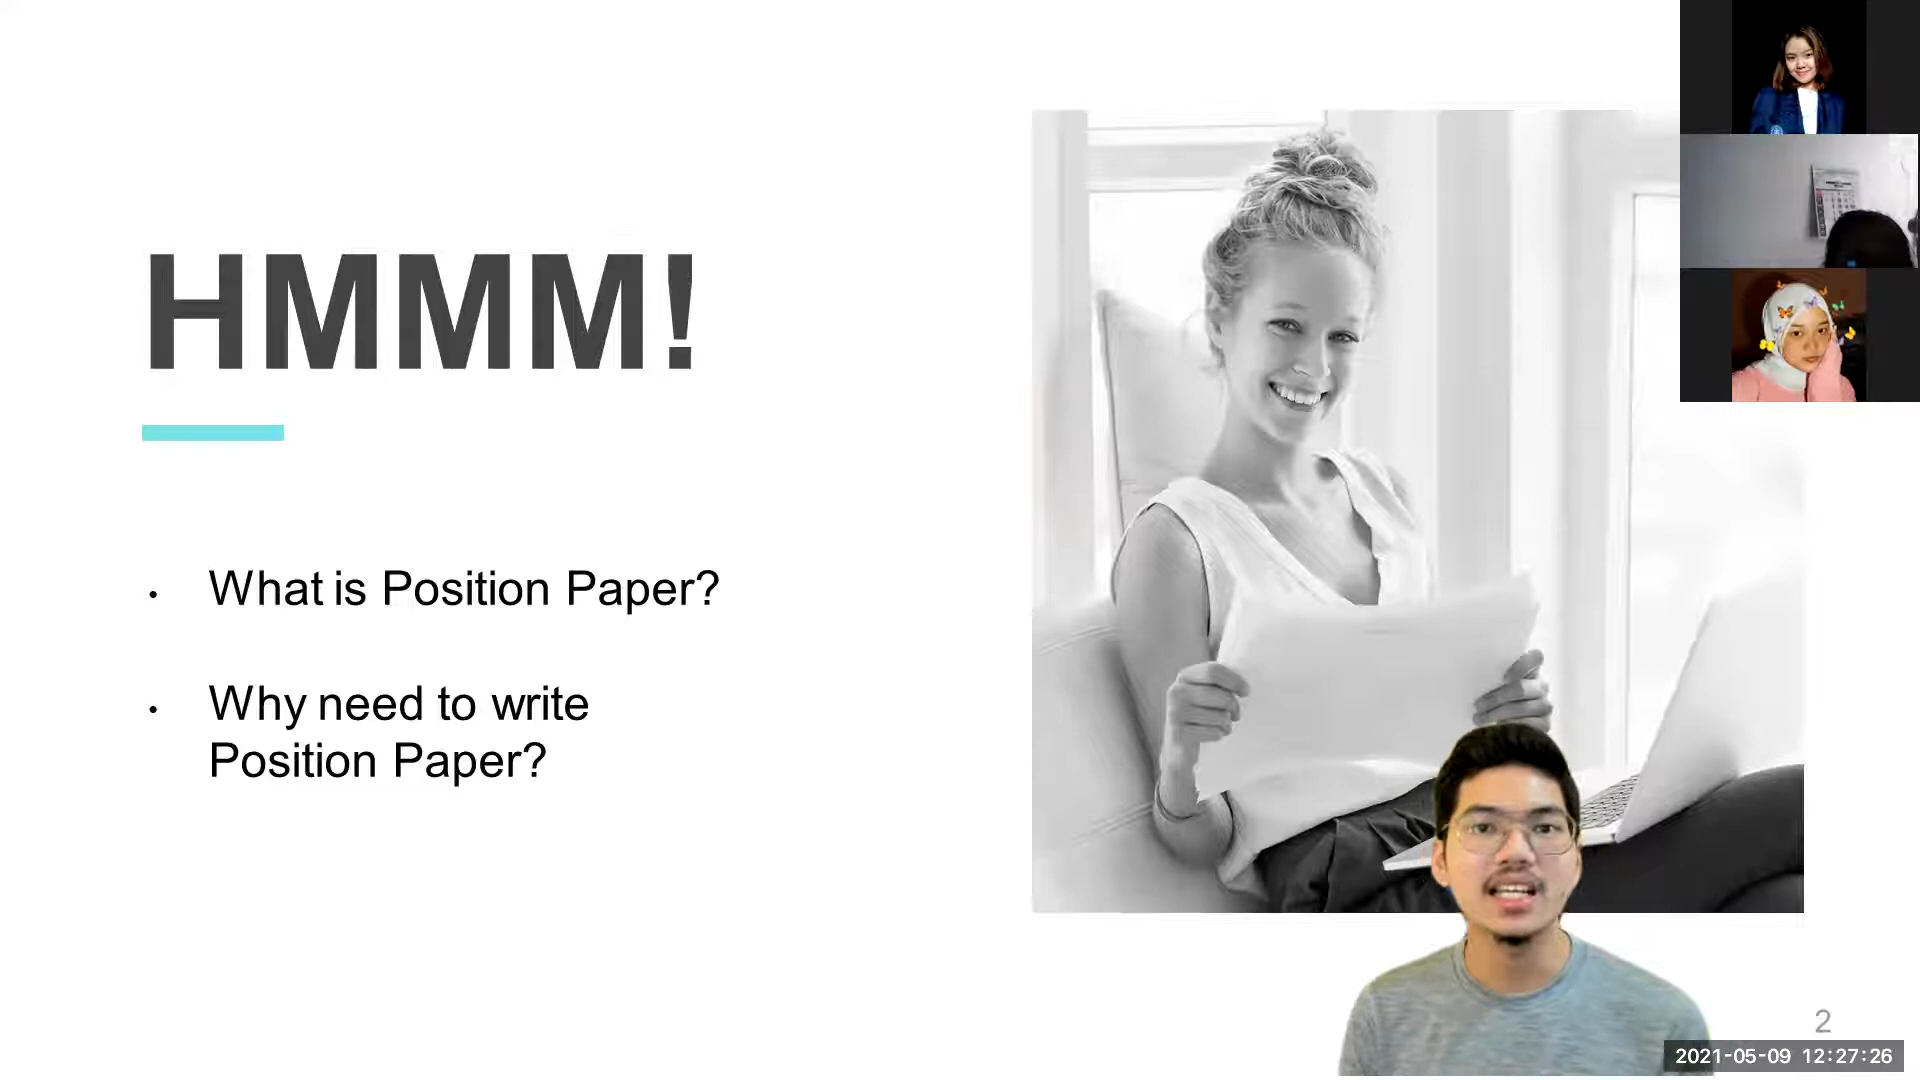 HMMM!
• What is Position Paper?
• Why need to write
Position Paper?
2
2021-05-09 12:27:26